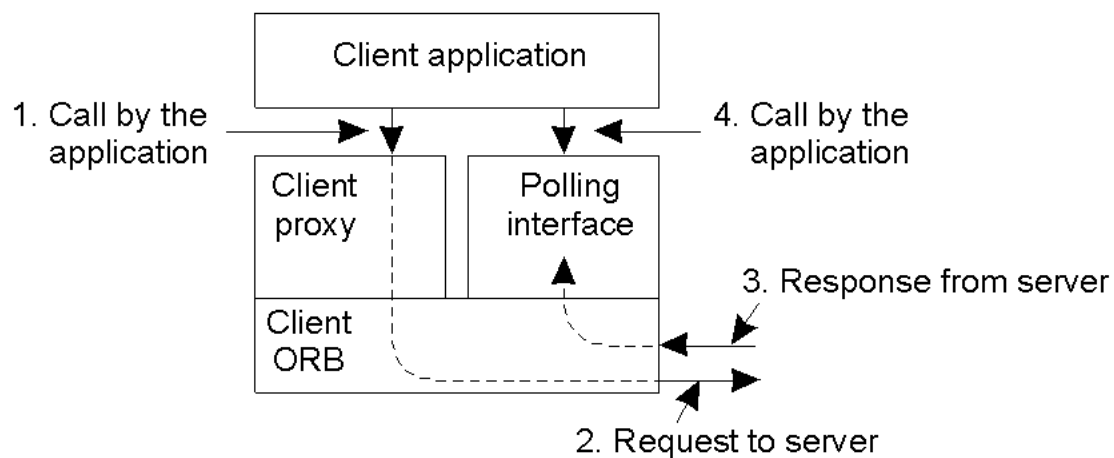 Client application
1. Call by the
application
4. Call by the
application
Client
proxy
Polling
interface
3. Response from server
Client
ORB
2. Request to server